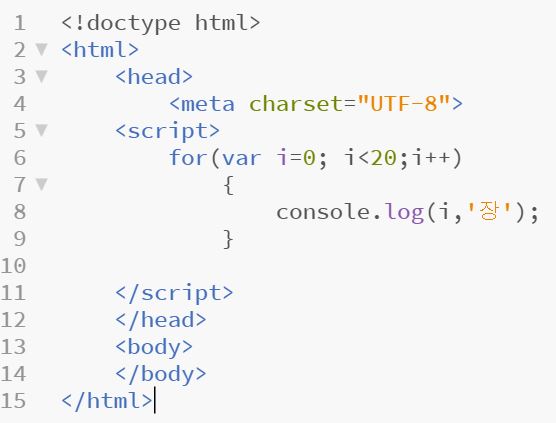 1 <!doctype html>
2 <html>
3 <head>
4 <meta charset="UTF-8">
5 <script>
6 for(var i=0; i<20;i++)
7 {
8 console.log(i,'장');
9 }
10
11 </script>
12 </head>
13 <body>
14 </body>
15 </html>